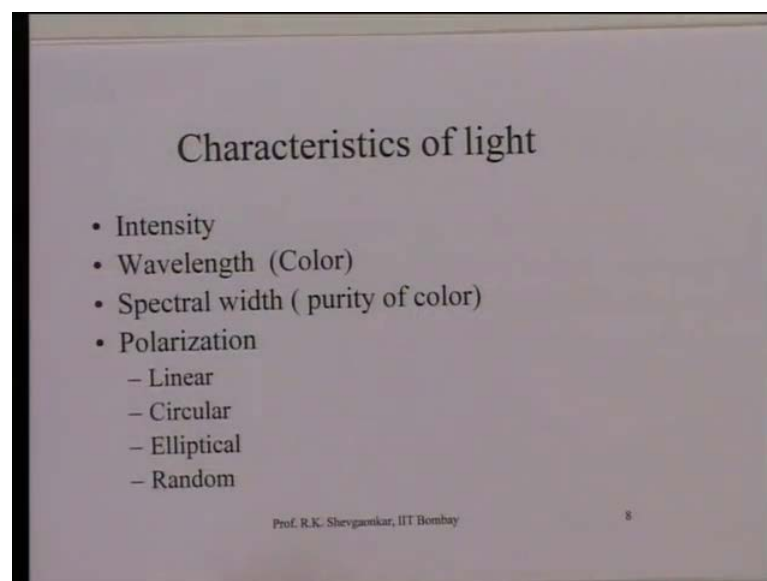 Characteristics of light
• Intensity
• Wavelength (Color)
• Spectral width ( purity of color)
• Polarization
– Linear
– Circular
– Elliptical
– Random
Prof. R.K. Shevgaonkar, IIT Bombay 8